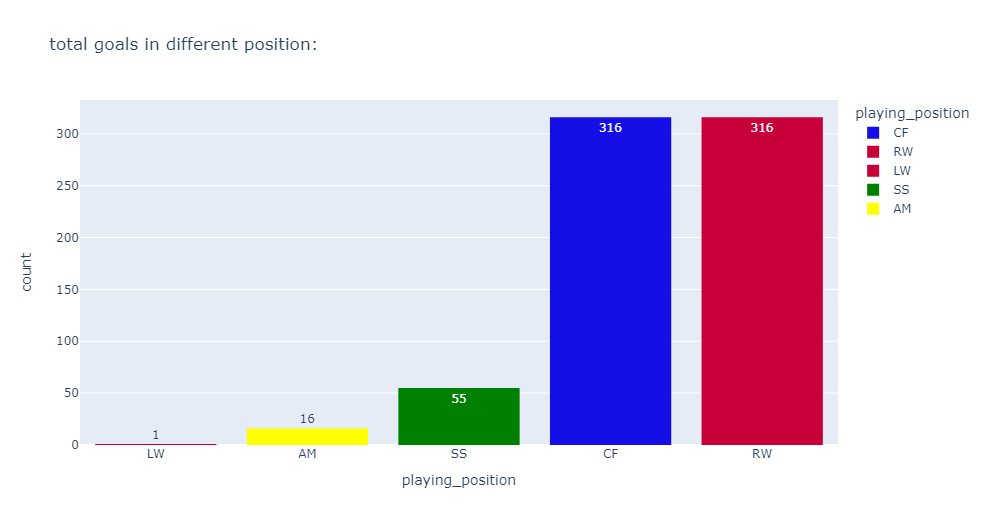 total goals in different position:
playing_position
CF
RW
LW
SS
AM
count
300
250
200
150
100
50
0
1
16
55
316
316
LW
AM
SS
CF
RW
playing_position